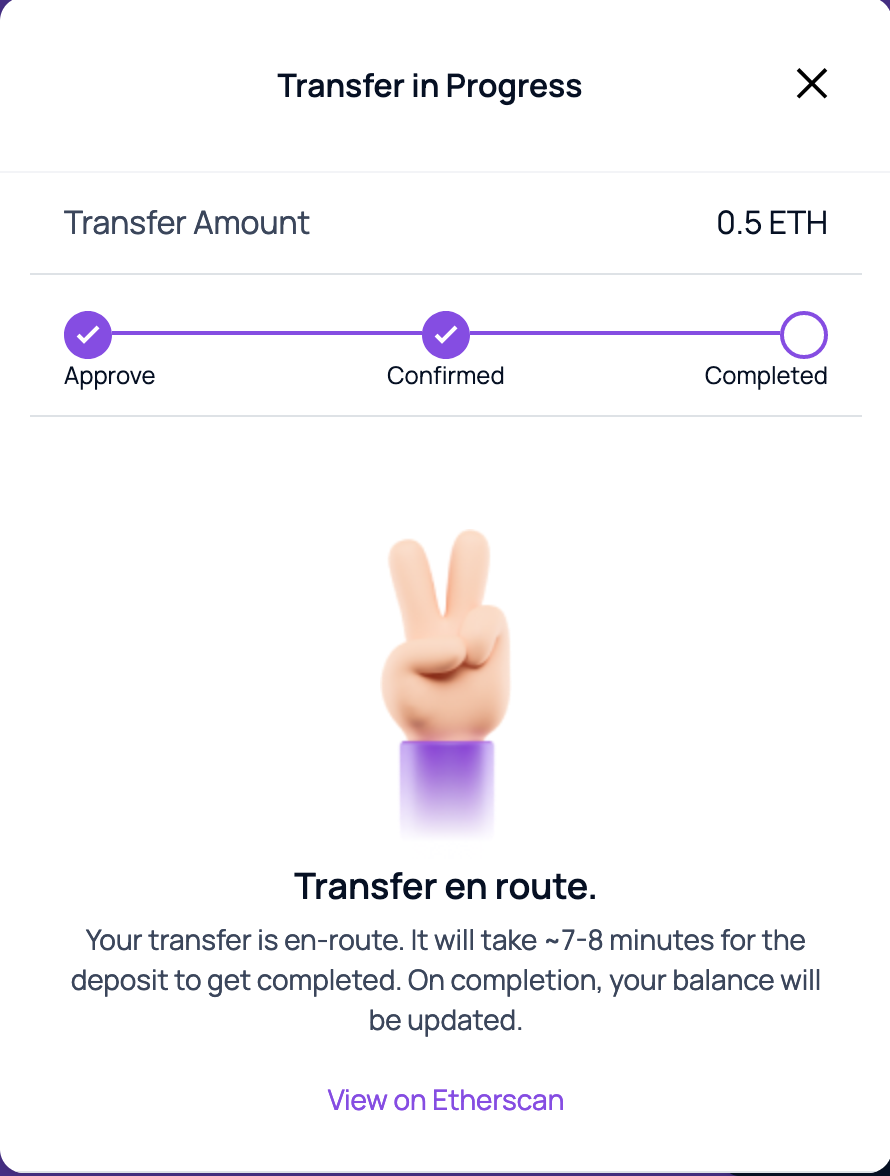 Transfer in Progress
Transfer Amount 0.5 ETH
Approve Confirmed Completed
Transfer en route.
Your transfer is en-route. It will take ~7-8 minutes for the
deposit to get completed. On completion, your balance will
be updated.
View on Etherscan